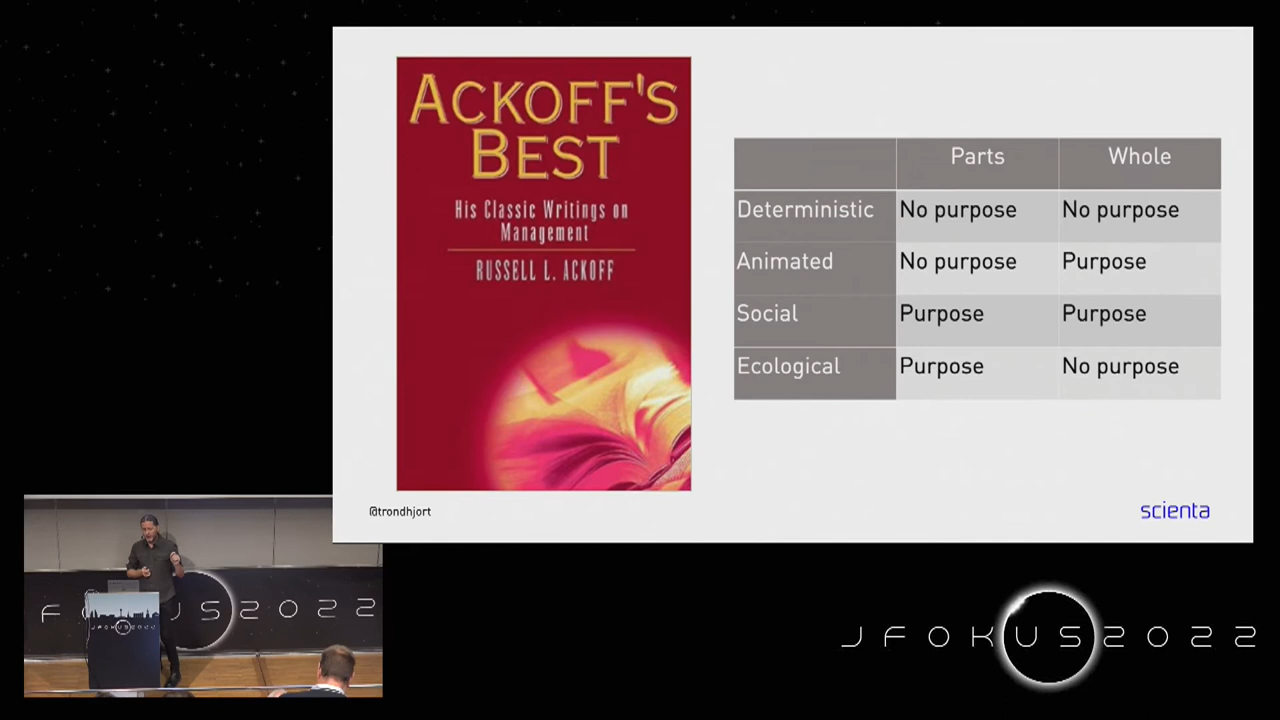 ACKOFF'S
BEST
His Classic Writings on
Management
RUSSELL L. ACKOFF
Parts Whole
Deterministic No purpose No purpose
Animated No purpose Purpose
Social Purpose Purpose
Ecological Purpose No purpose
@trondhjort
scienta
JFOKUS2022
JFOKUS2022